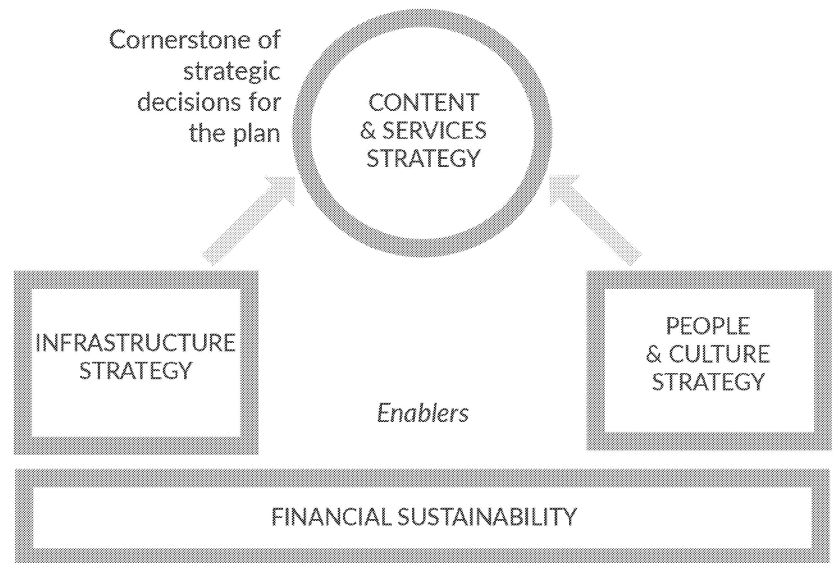 Cornerstone of
strategic
decisions for
the plan
CONTENT
& SERVICES
STRATEGY
INFRASTRUCTURE
STRATEGY
PEOPLE
& CULTURE
STRATEGY
Enablers
FINANCIAL SUSTAINABILITY